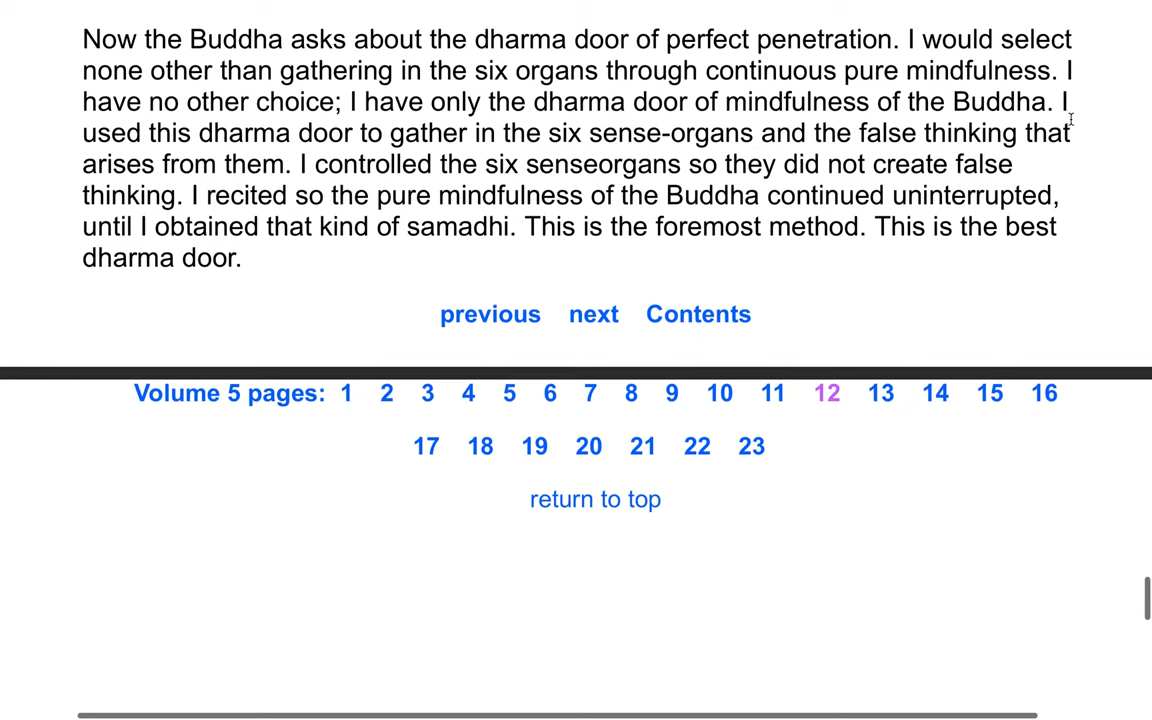 Now the Buddha asks about the dharma door of perfect penetration. I would select
none other than gathering in the six organs through continuous pure mindfulness. I
have no other choice; I have only the dharma door of mindfulness of the Buddha. I
used this dharma door to gather in the six sense-organs and the false thinking that
arises from them. I controlled the six senseorgans so they did not create false
thinking. I recited so the pure mindfulness of the Buddha continued uninterrupted,
until I obtained that kind of samadhi. This is the foremost method. This is the best
dharma door.
previous next Contents
Volume 5 pages: 1 2 3 4 5 6 7 8 9 10 11 12 13 14 15 16
17 18 19 20 21 22 23
return to top